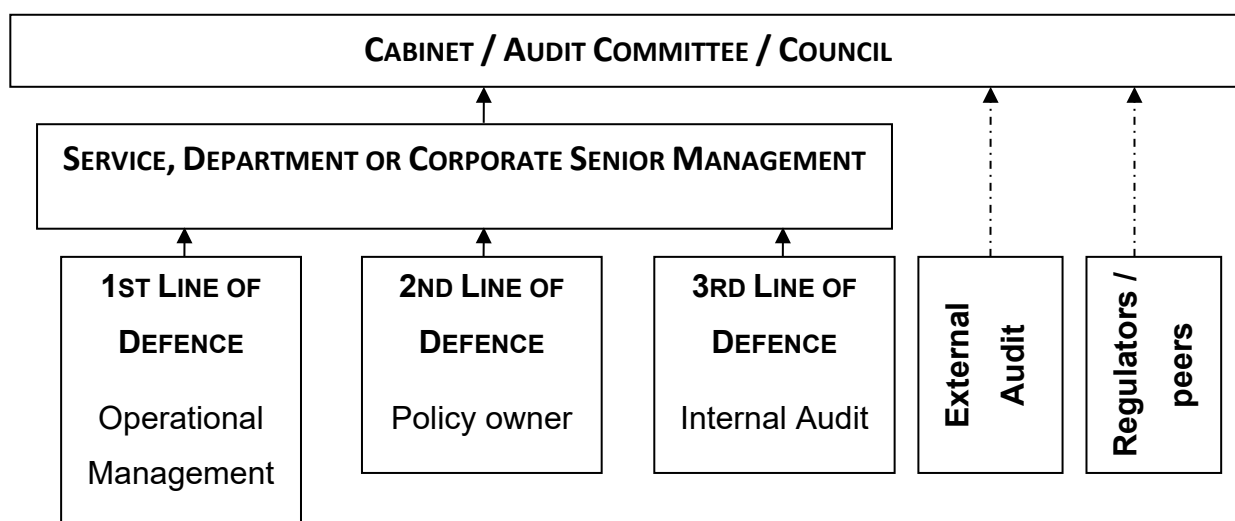 CABINET / AUDIT COMMITTEE / COUNCIL
SERVICE, DEPARTMENT OR CORPORATE SENIOR MANAGEMENT
1ST LINE OF
DEFENCE
Operational
Management
2ND LINE OF
DEFENCE
Policy owner
3RD LINE OF
DEFENCE
Internal Audit
External
Audit
Regulators /
peers